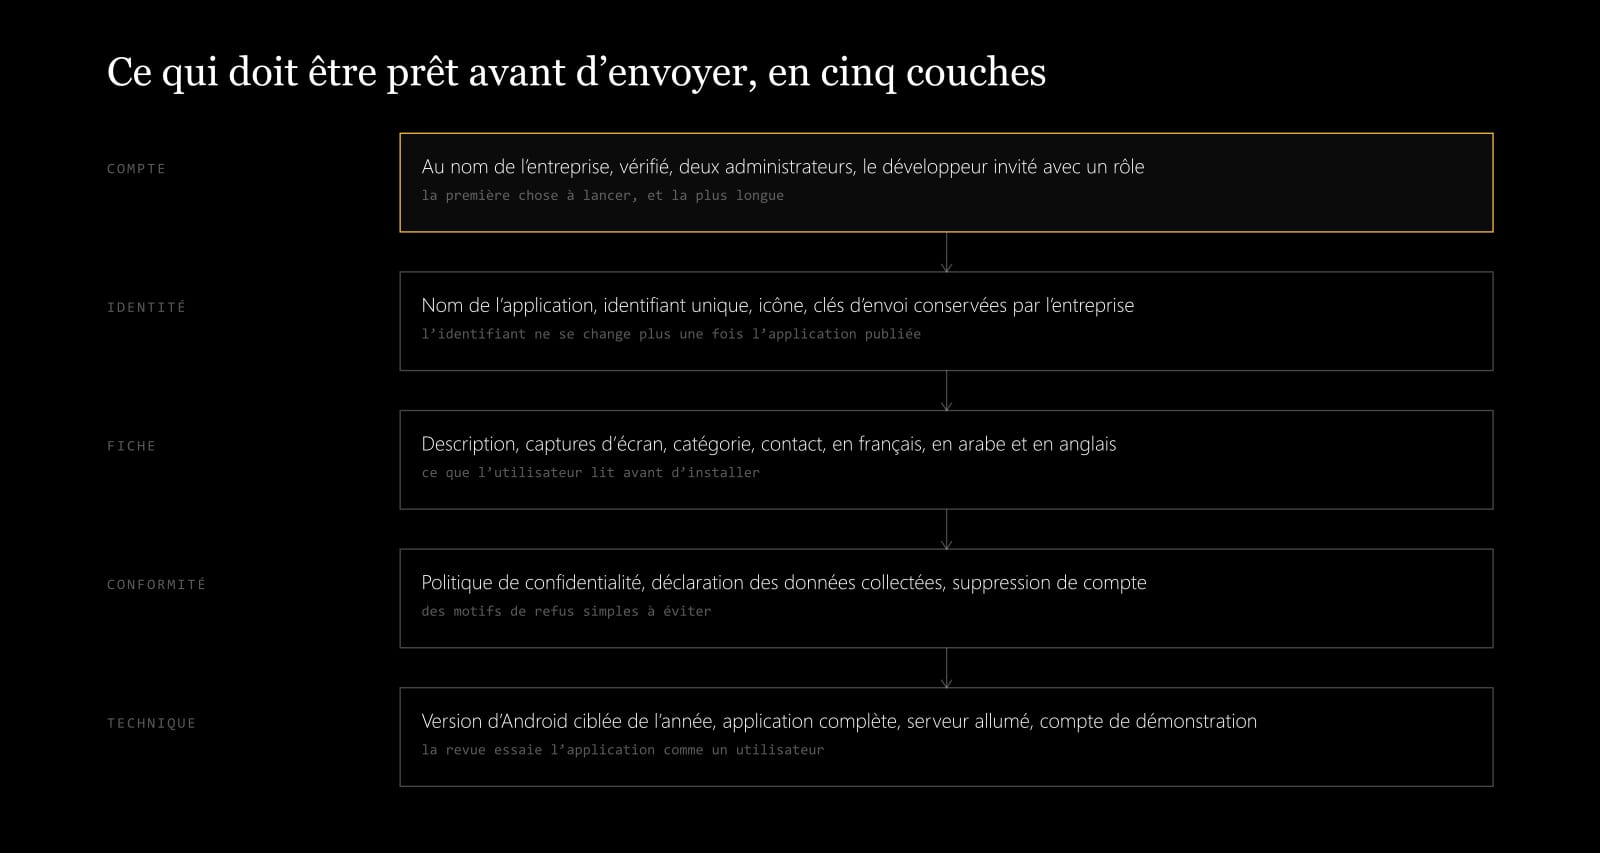 Ce qui doit être prêt avant d’envoyer, en cinq couches
COMPTE
Au nom de l’entreprise, vérifié, deux administrateurs, le développeur invité avec un rôle
la première chose à lancer, et la plus longue
IDENTITÉ
Nom de l’application, identifiant unique, icône, clés d’envoi conservées par l’entreprise
l’identifiant ne se change plus une fois l’application publiée
FICHE
Description, captures d’écran, catégorie, contact, en français, en arabe et en anglais
ce que l’utilisateur lit avant d’installer
CONFORMITÉ
Politique de confidentialité, déclaration des données collectées, suppression de compte
des motifs de refus simples à éviter
TECHNIQUE
Version d’Android ciblée de l’année, application complète, serveur allumé, compte de démonstration
la revue essaie l’application comme un utilisateur